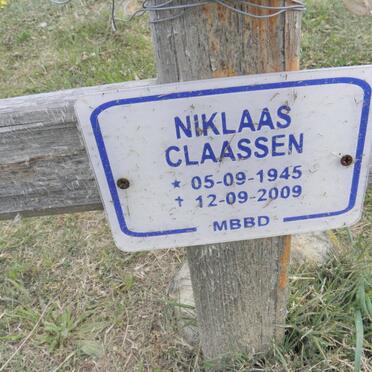 NIKLAAS
CLAASSEN
★ 05-09-1945
✝ 12-09-2009
MBBD